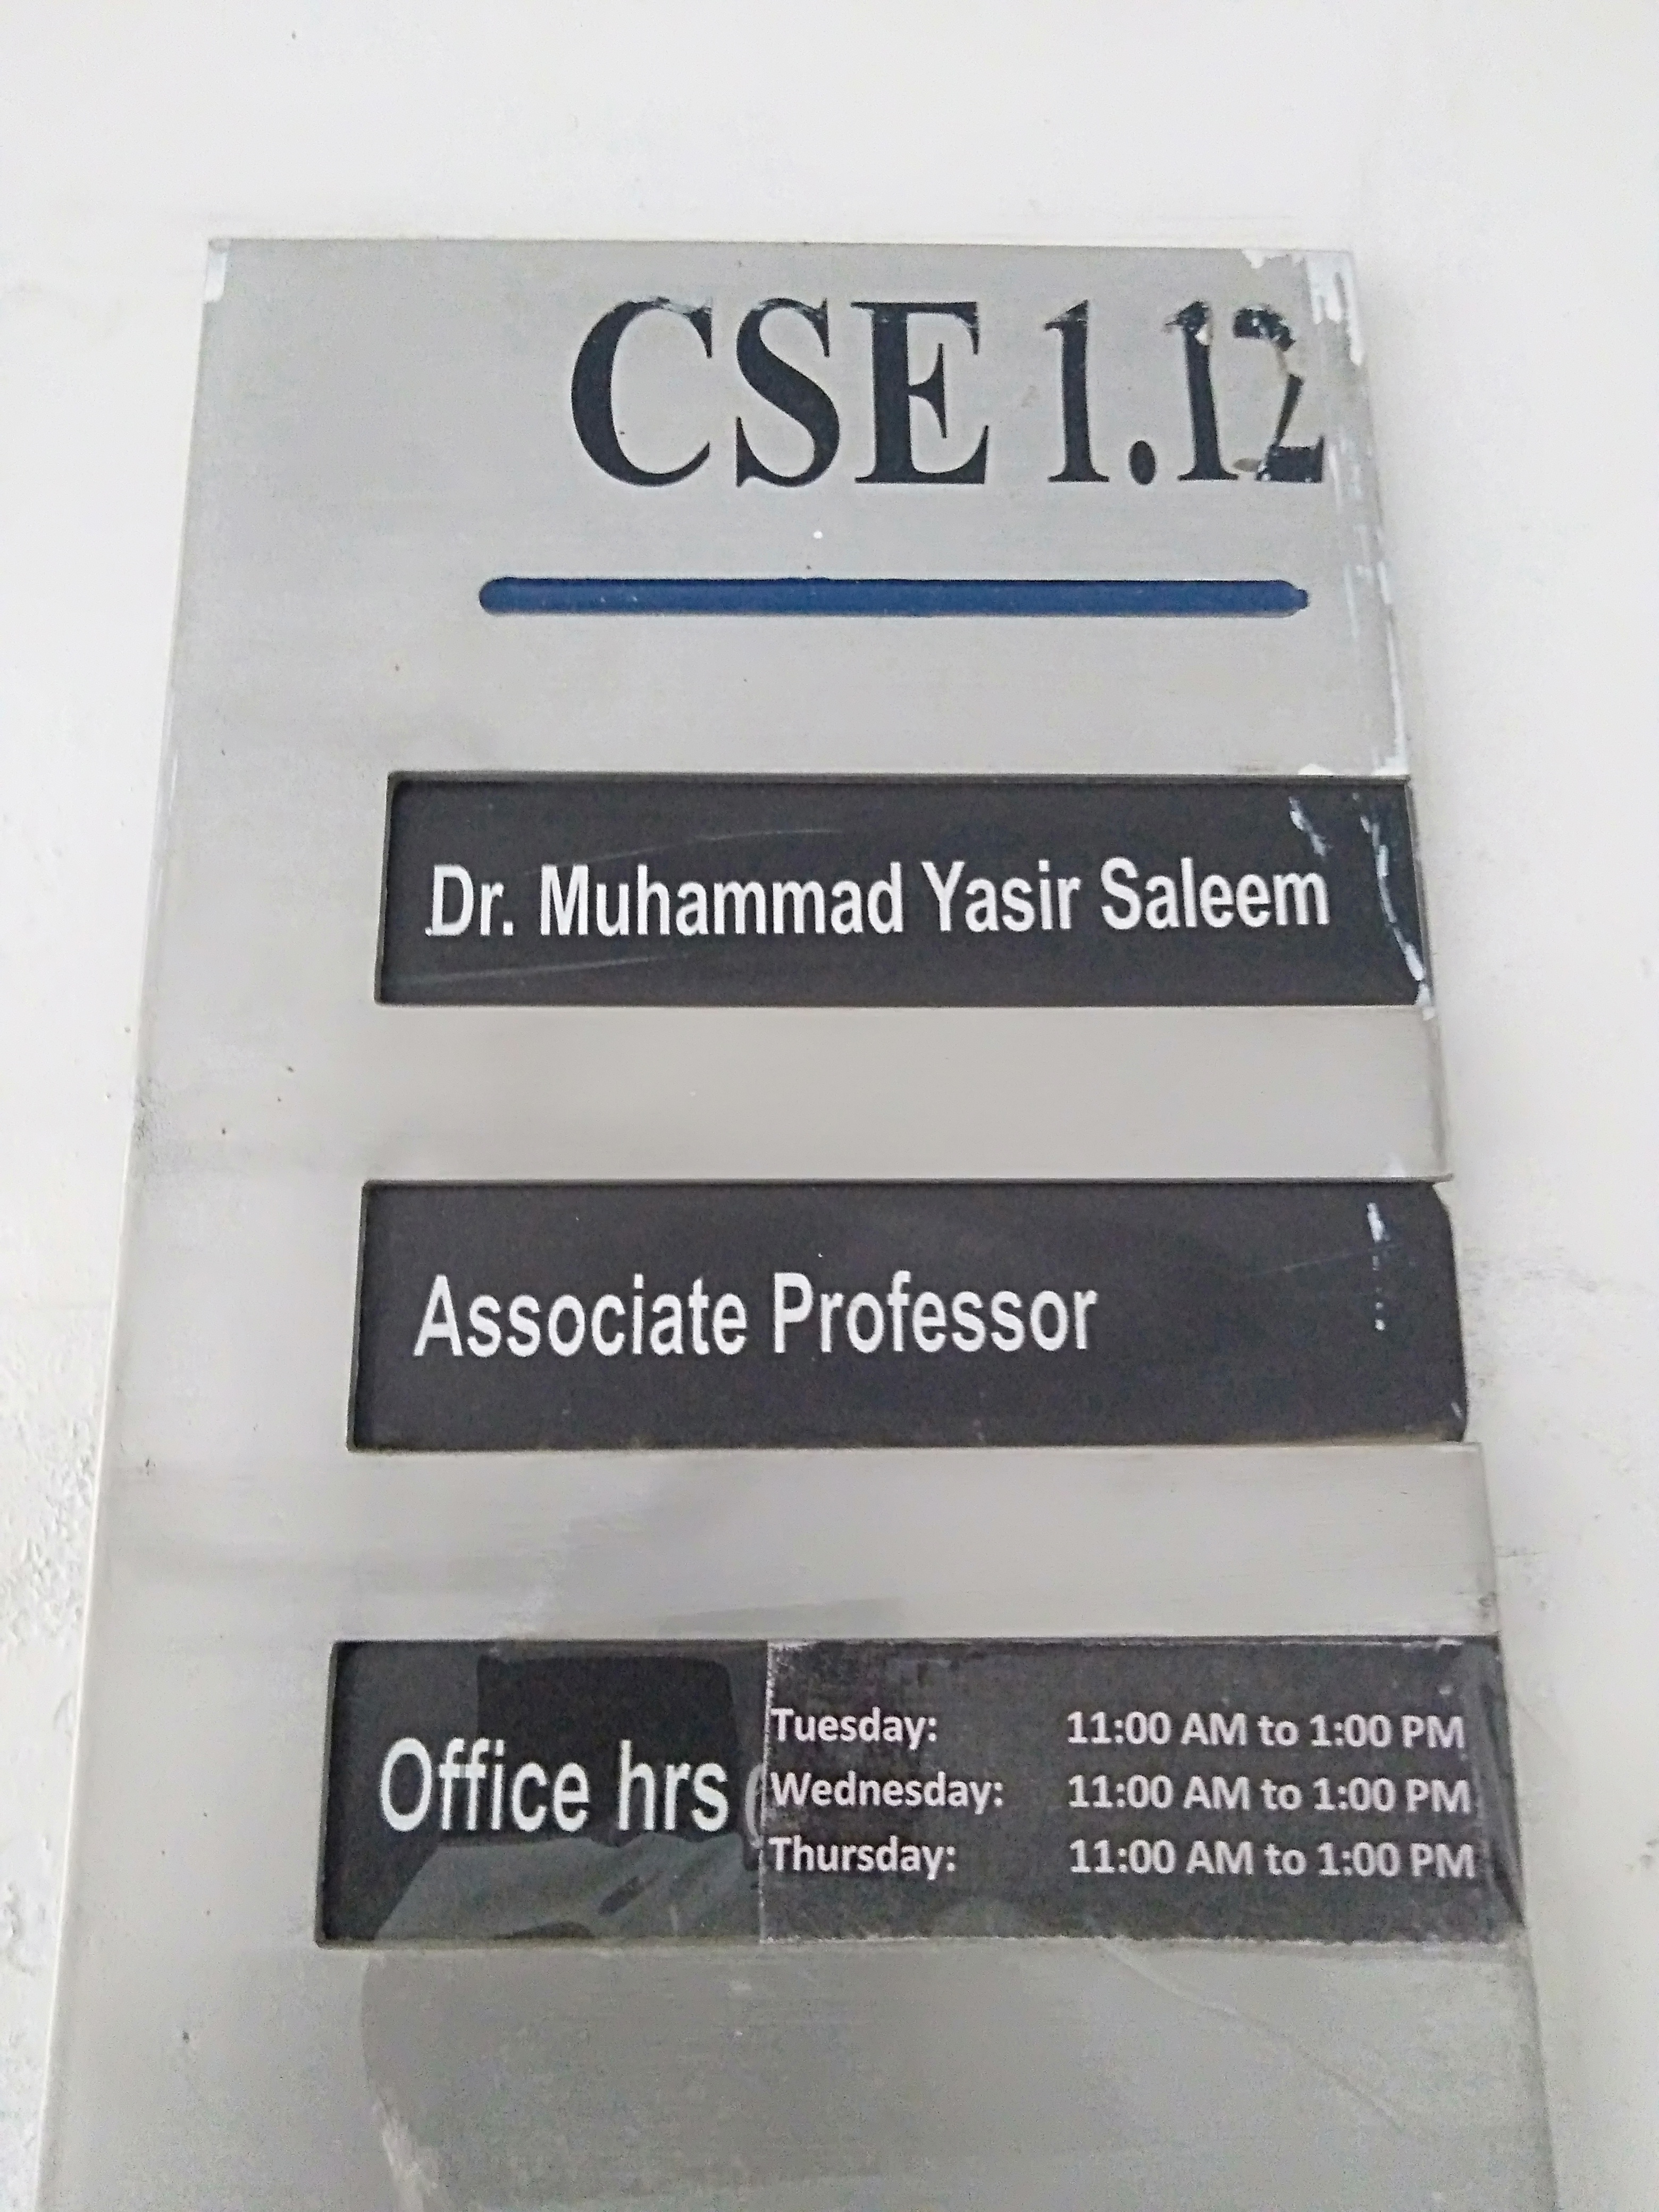 CSE 1.12
Dr. Muhammad Yasir Saleem
Associate Professor
Office hrs
Tuesday: 11:00 AM to 1:00 PM
Wednesday: 11:00 AM to 1:00 PM
Thursday: 11:00 AM to 1:00 PM